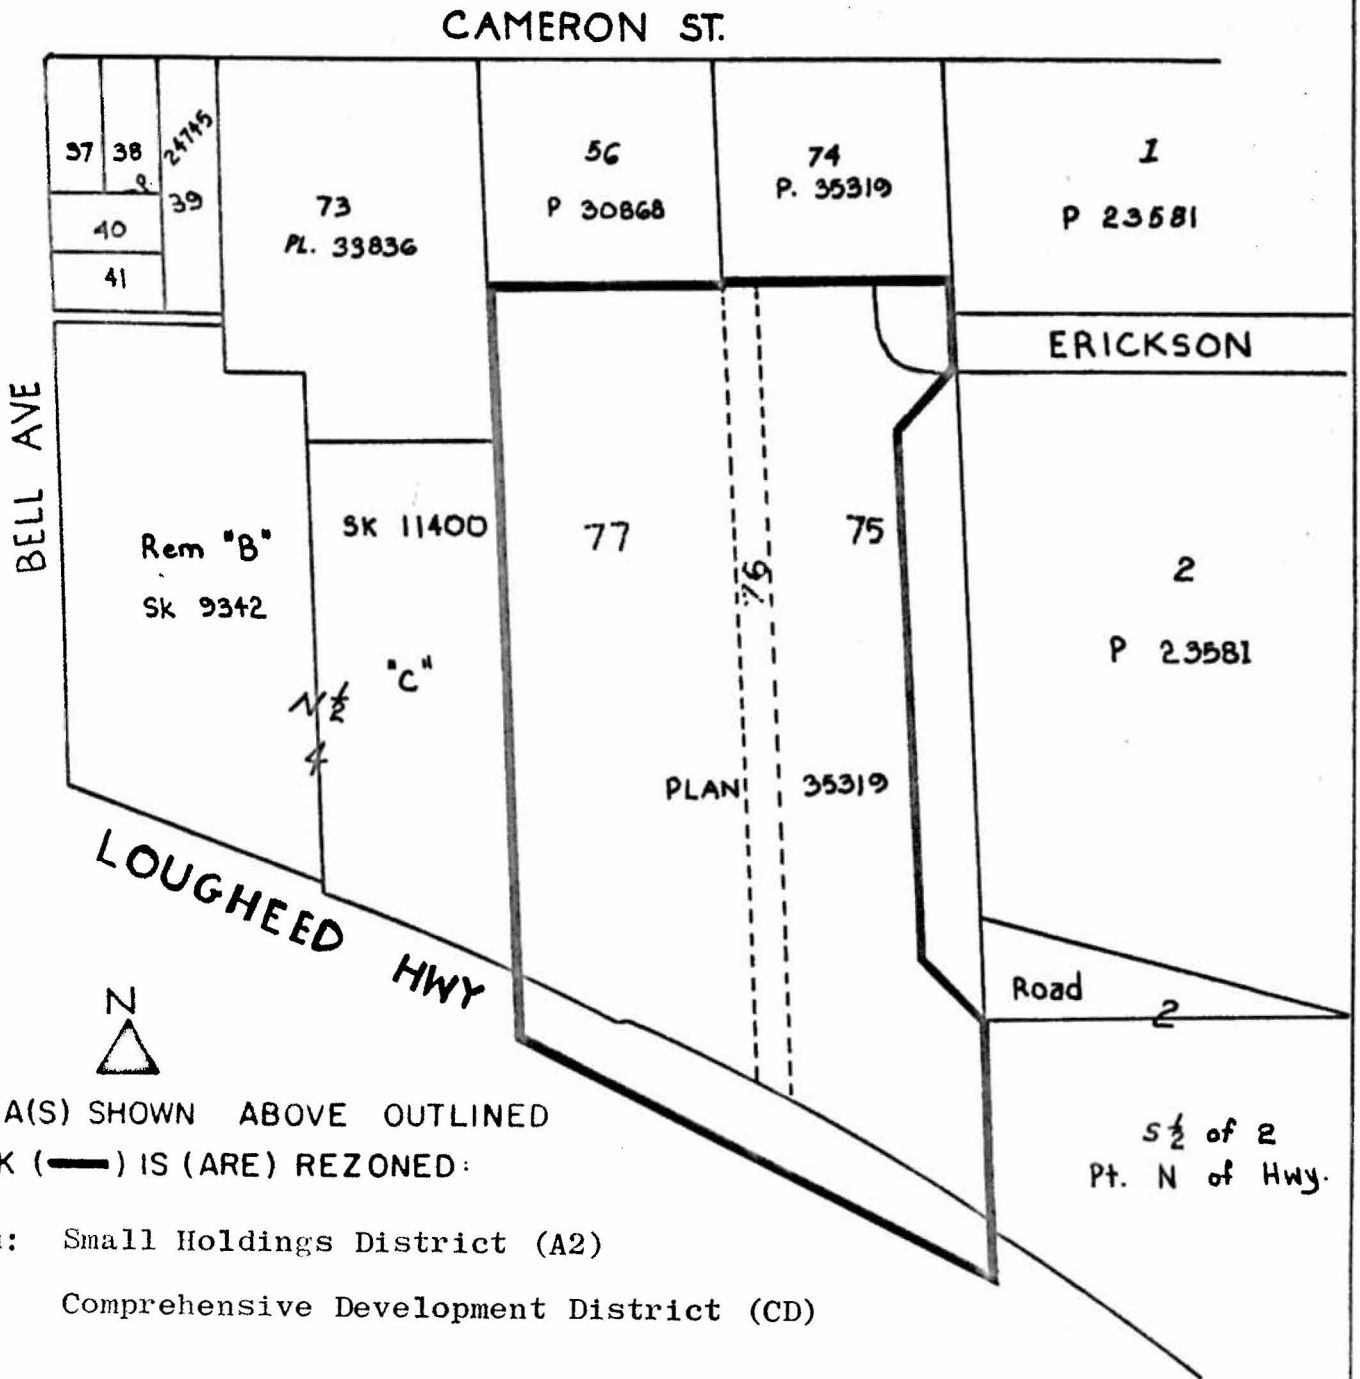 CAMERON ST.
37
38
24745
39
40
41
73
PL. 33836
56
P 30868
74
P. 35319
1
P 23581
ERICKSON
BELL AVE
Rem "B"
SK 9342
SK 11400
"C"
N ½
4
77
76
75
PLAN 35319
2
P 23581
LOUGHEED HWY
Road
2
S ½ of 2
Pt. N of Hwy.
N
A(S) SHOWN ABOVE OUTLINED
K ( ) IS (ARE) REZONED:
: Small Holdings District (A2)
Comprehensive Development District (CD)